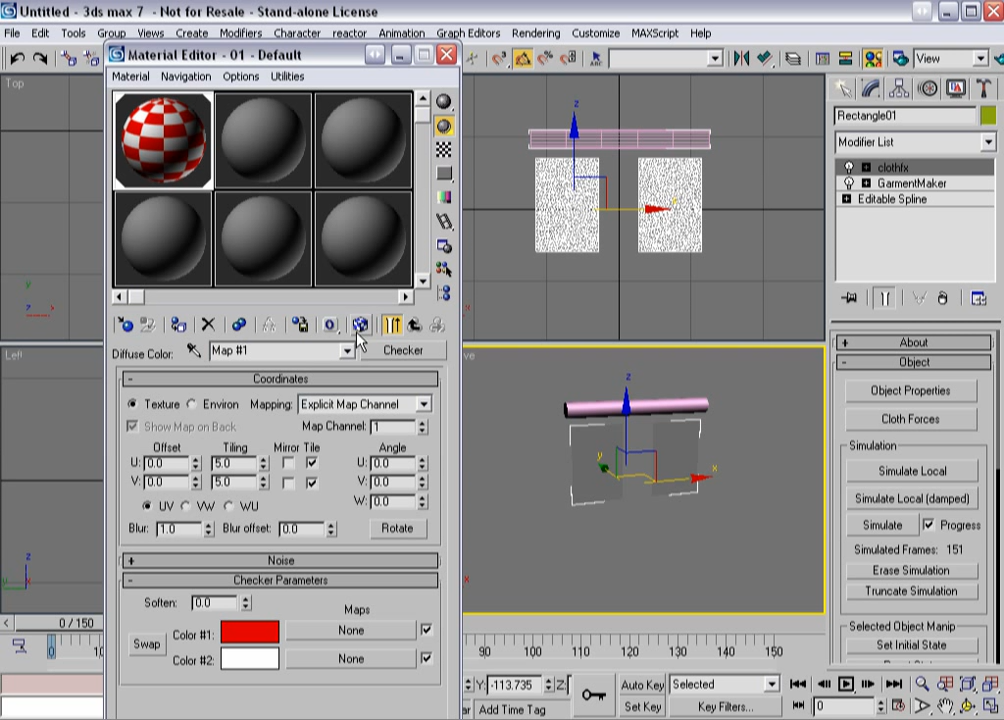 Untitled - 3ds max 7 - Not for Resale - Stand-alone License
File Edit Tools Group Views Create Modifiers Character reactor Animation Graph Editors Rendering Customize MAXScript Help
View
Material Editor - 01 - Default
Material Navigation Options Utilities
Diffuse Color: Map #1 Checker
- Coordinates
Texture Environ Mapping: Explicit Map Channel
Show Map on Back Map Channel: 1
Offset Tiling Mirror Tile Angle
U: 0.0 5.0 U: 0.0
V: 0.0 5.0 V: 0.0
UV VW WU W: 0.0
Blur: 1.0 Blur offset: 0.0 Rotate
+ Noise
- Checker Parameters
Soften: 0.0 Maps
Swap Color #1: None
Color #2: None
Top
Left
ve
z
x
y
z
x
y
z
x
y
z
x
x
Rectangle01
Modifier List
clothfx
GarmentMaker
Editable Spline
+ About
- Object
Object Properties
Cloth Forces
Simulation
Simulate Local
Simulate Local (damped)
Simulate Progress
Simulated Frames: 151
Erase Simulation
Truncate Simulation
Selected Object Manip
Set Initial State
< 0 / 150
0 10 90 100 110 120 130 140 150
Y: -113.735 Z: Auto Key Selected
Add Time Tag Set Key Key Filters... 0